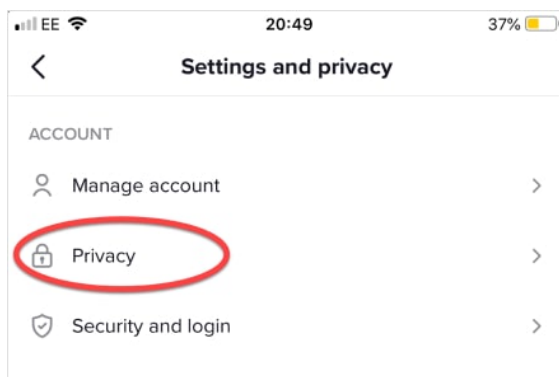 EE 20:49 37%
Settings and privacy
ACCOUNT
Manage account
Privacy
Security and login